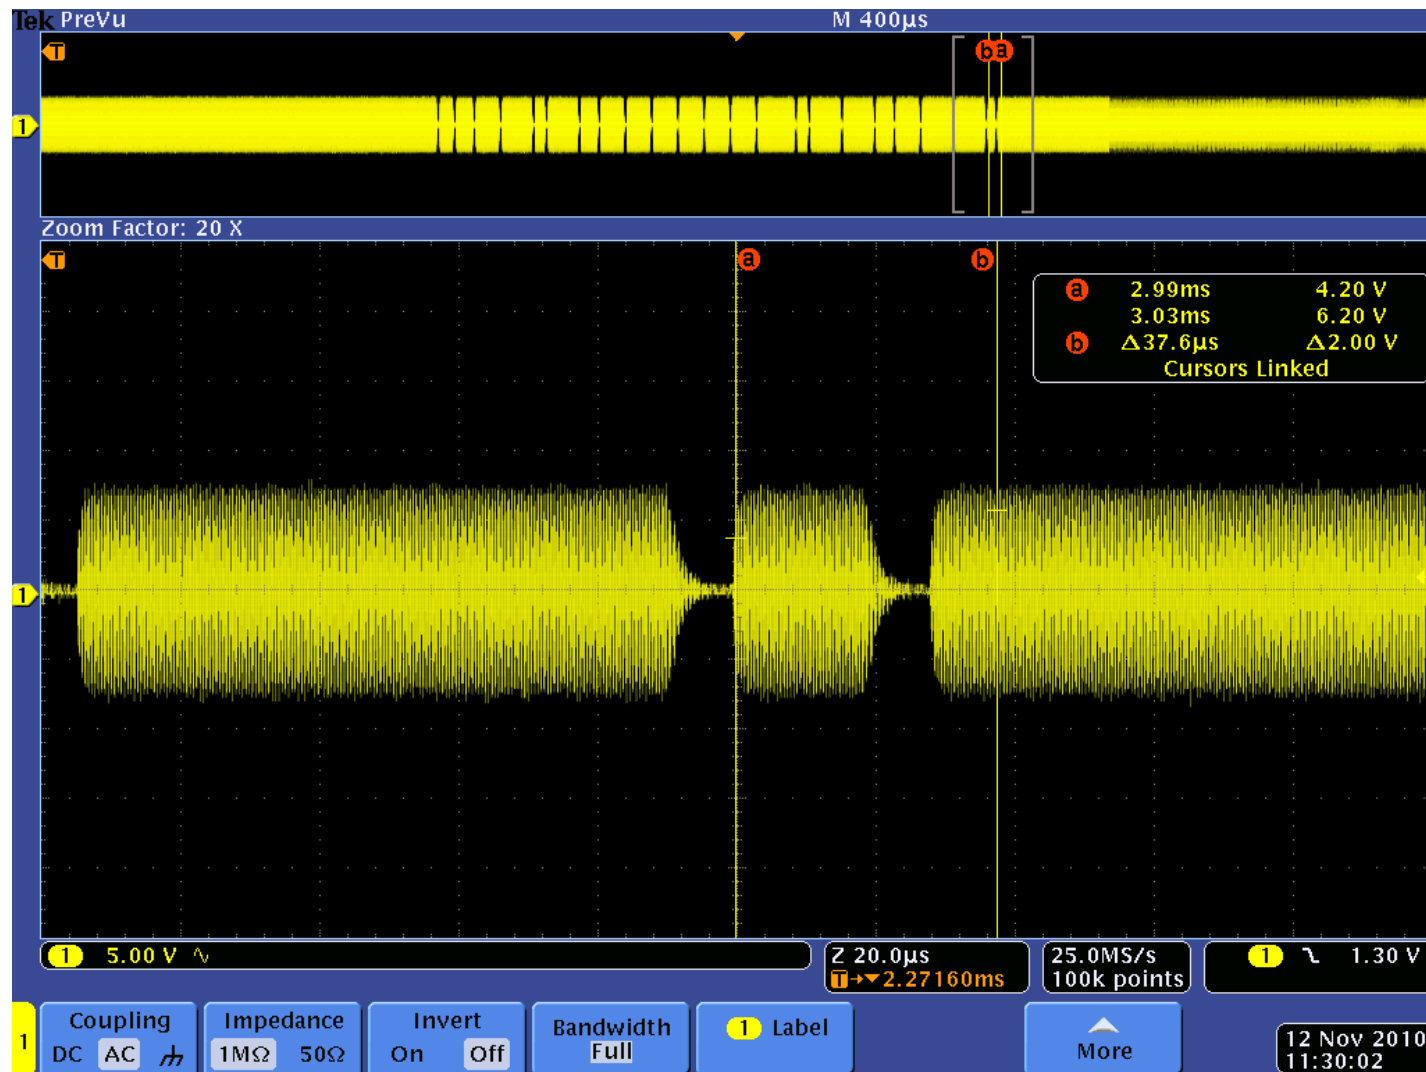 Tek PreVu M 400µs
T
b a
1
Zoom Factor: 20 X
T
a b
a 2.99ms 4.20 V
3.03ms 6.20 V
b Δ37.6µs Δ2.00 V
Cursors Linked
1
1 5.00 V ∿
Z 20.0µs
T→▼2.27160ms
25.0MS/s
100k points
1 1.30 V
1
Coupling
DC AC
Impedance
1MΩ 50Ω
Invert
On Off
Bandwidth
Full
1 Label
More
12 Nov 2010
11:30:02